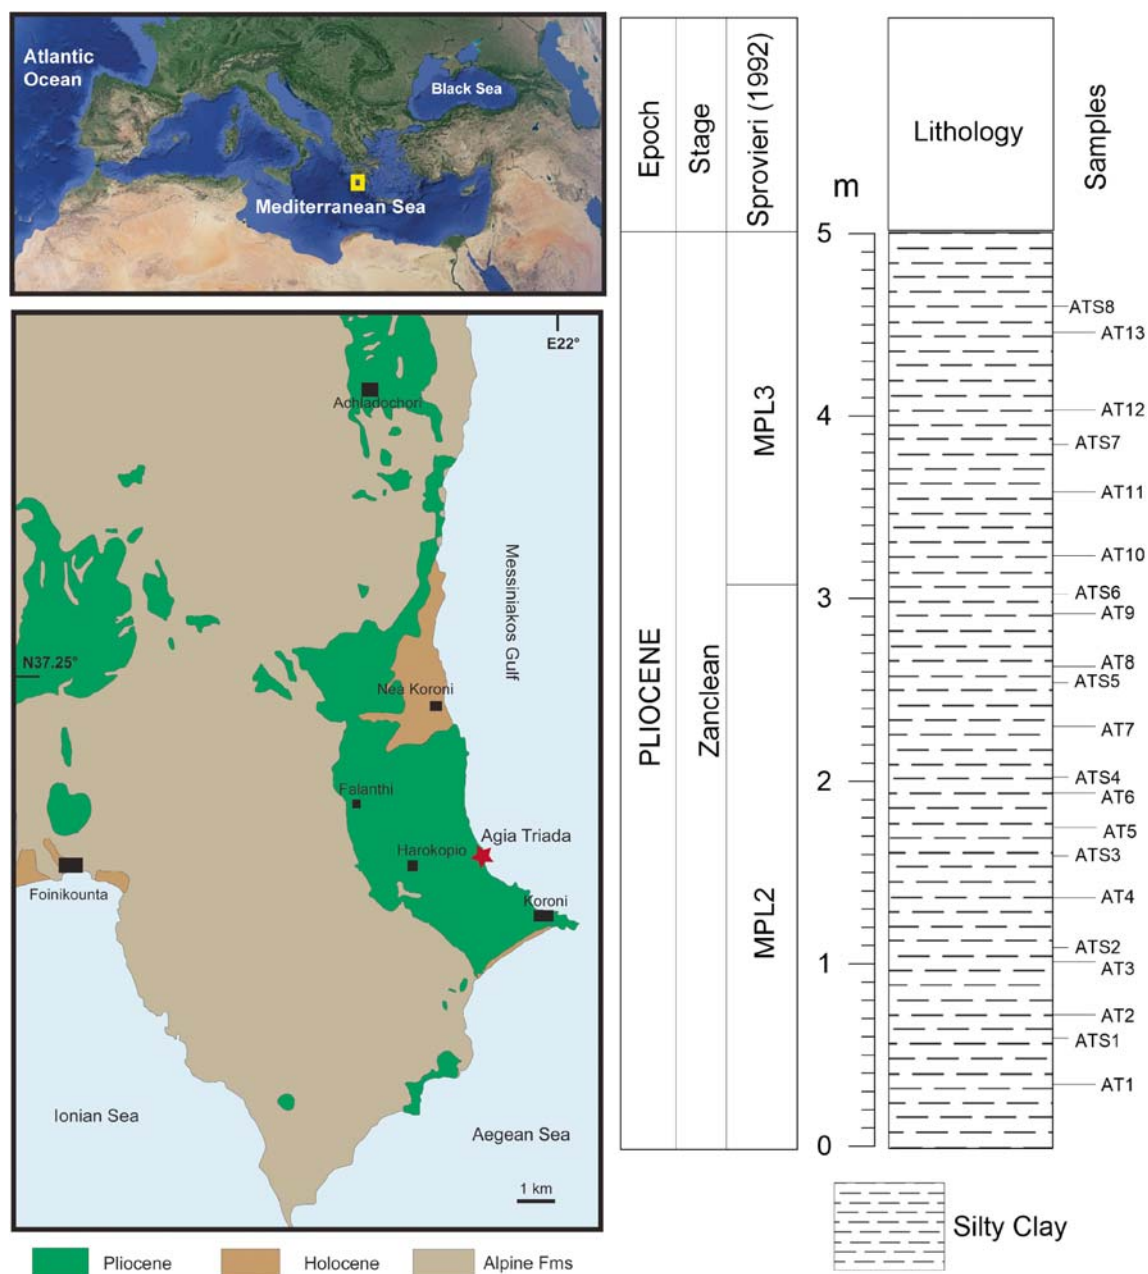 Atlantic
Ocean
Black Sea
Mediterranean Sea
E22°
Achladochori
Messiniakos Gulf
N37.25°
Nea Koroni
Falanthi
Agia Triada
Harokopio
Foinikounta
Koroni
Ionian Sea
Aegean Sea
1 km
Pliocene
Holocene
Alpine Fms
Epoch
Stage
Sprovieri (1992)
m
Lithology
Samples
PLIOCENE
Zanclean
MPL3
MPL2
5
4
3
2
1
0
ATS8
AT13
AT12
ATS7
AT11
AT10
ATS6
AT9
AT8
ATS5
AT7
ATS4
AT6
AT5
ATS3
AT4
ATS2
AT3
AT2
ATS1
AT1
Silty Clay